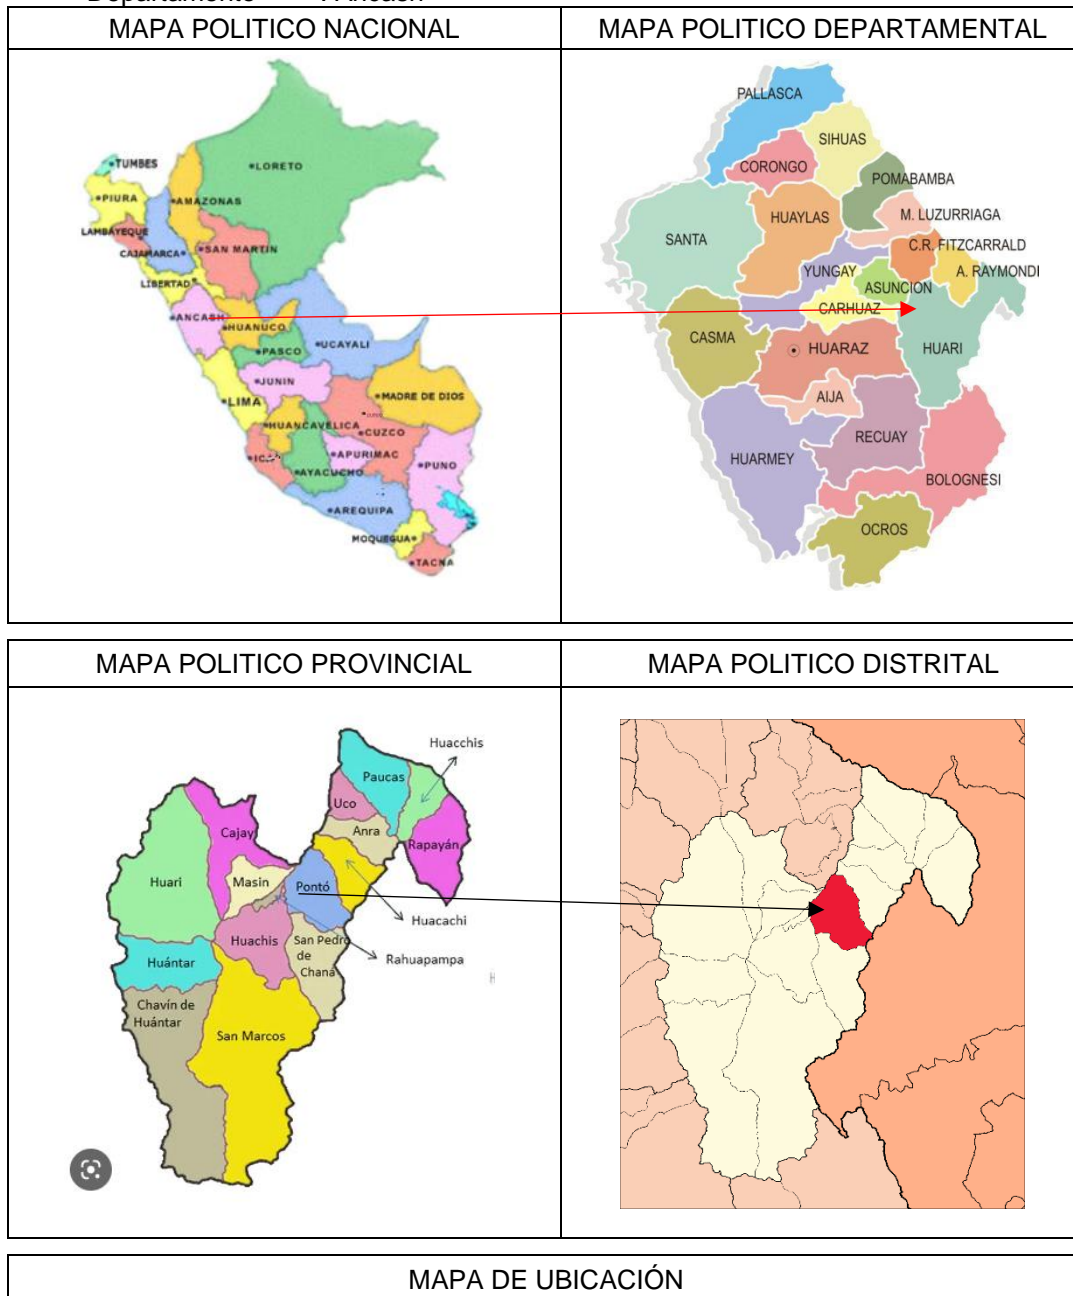 MAPA POLITICO NACIONAL
MAPA POLITICO DEPARTAMENTAL
TUMBES
LORETO
PIURA
AMAZONAS
LAMBAYEQUE
CAJAMARCA
SAN MARTIN
LIBERTAD
ANCASH
HUANUCO
UCAYALI
PASCO
JUNIN
LIMA
MADRE DE DIOS
HUANCAVELICA
CUZCO
APURIMAC
PUNO
AYACUCHO
AREQUIPA
MOQUEGUA
TACNA
PALLASCA
SIHUAS
CORONGO
POMABAMBA
HUAYLAS
M. LUZURRIAGA
SANTA
C.R. FITZCARRALD
YUNGAY
A. RAYMONDI
ASUNCION
CARHUAZ
CASMA
HUARAZ
HUARI
AIJA
RECUAY
HUARMEY
BOLOGNESI
OCROS
MAPA POLITICO PROVINCIAL
MAPA POLITICO DISTRITAL
Huacchis
Paucas
Uco
Cajay
Anra
Rapayán
Huari
Masin
Pontó
Huacachi
Huachis
San Pedro
de
Chaná
Rahuapampa
Huántar
Chavín de
Huántar
San Marcos
MAPA DE UBICACIÓN